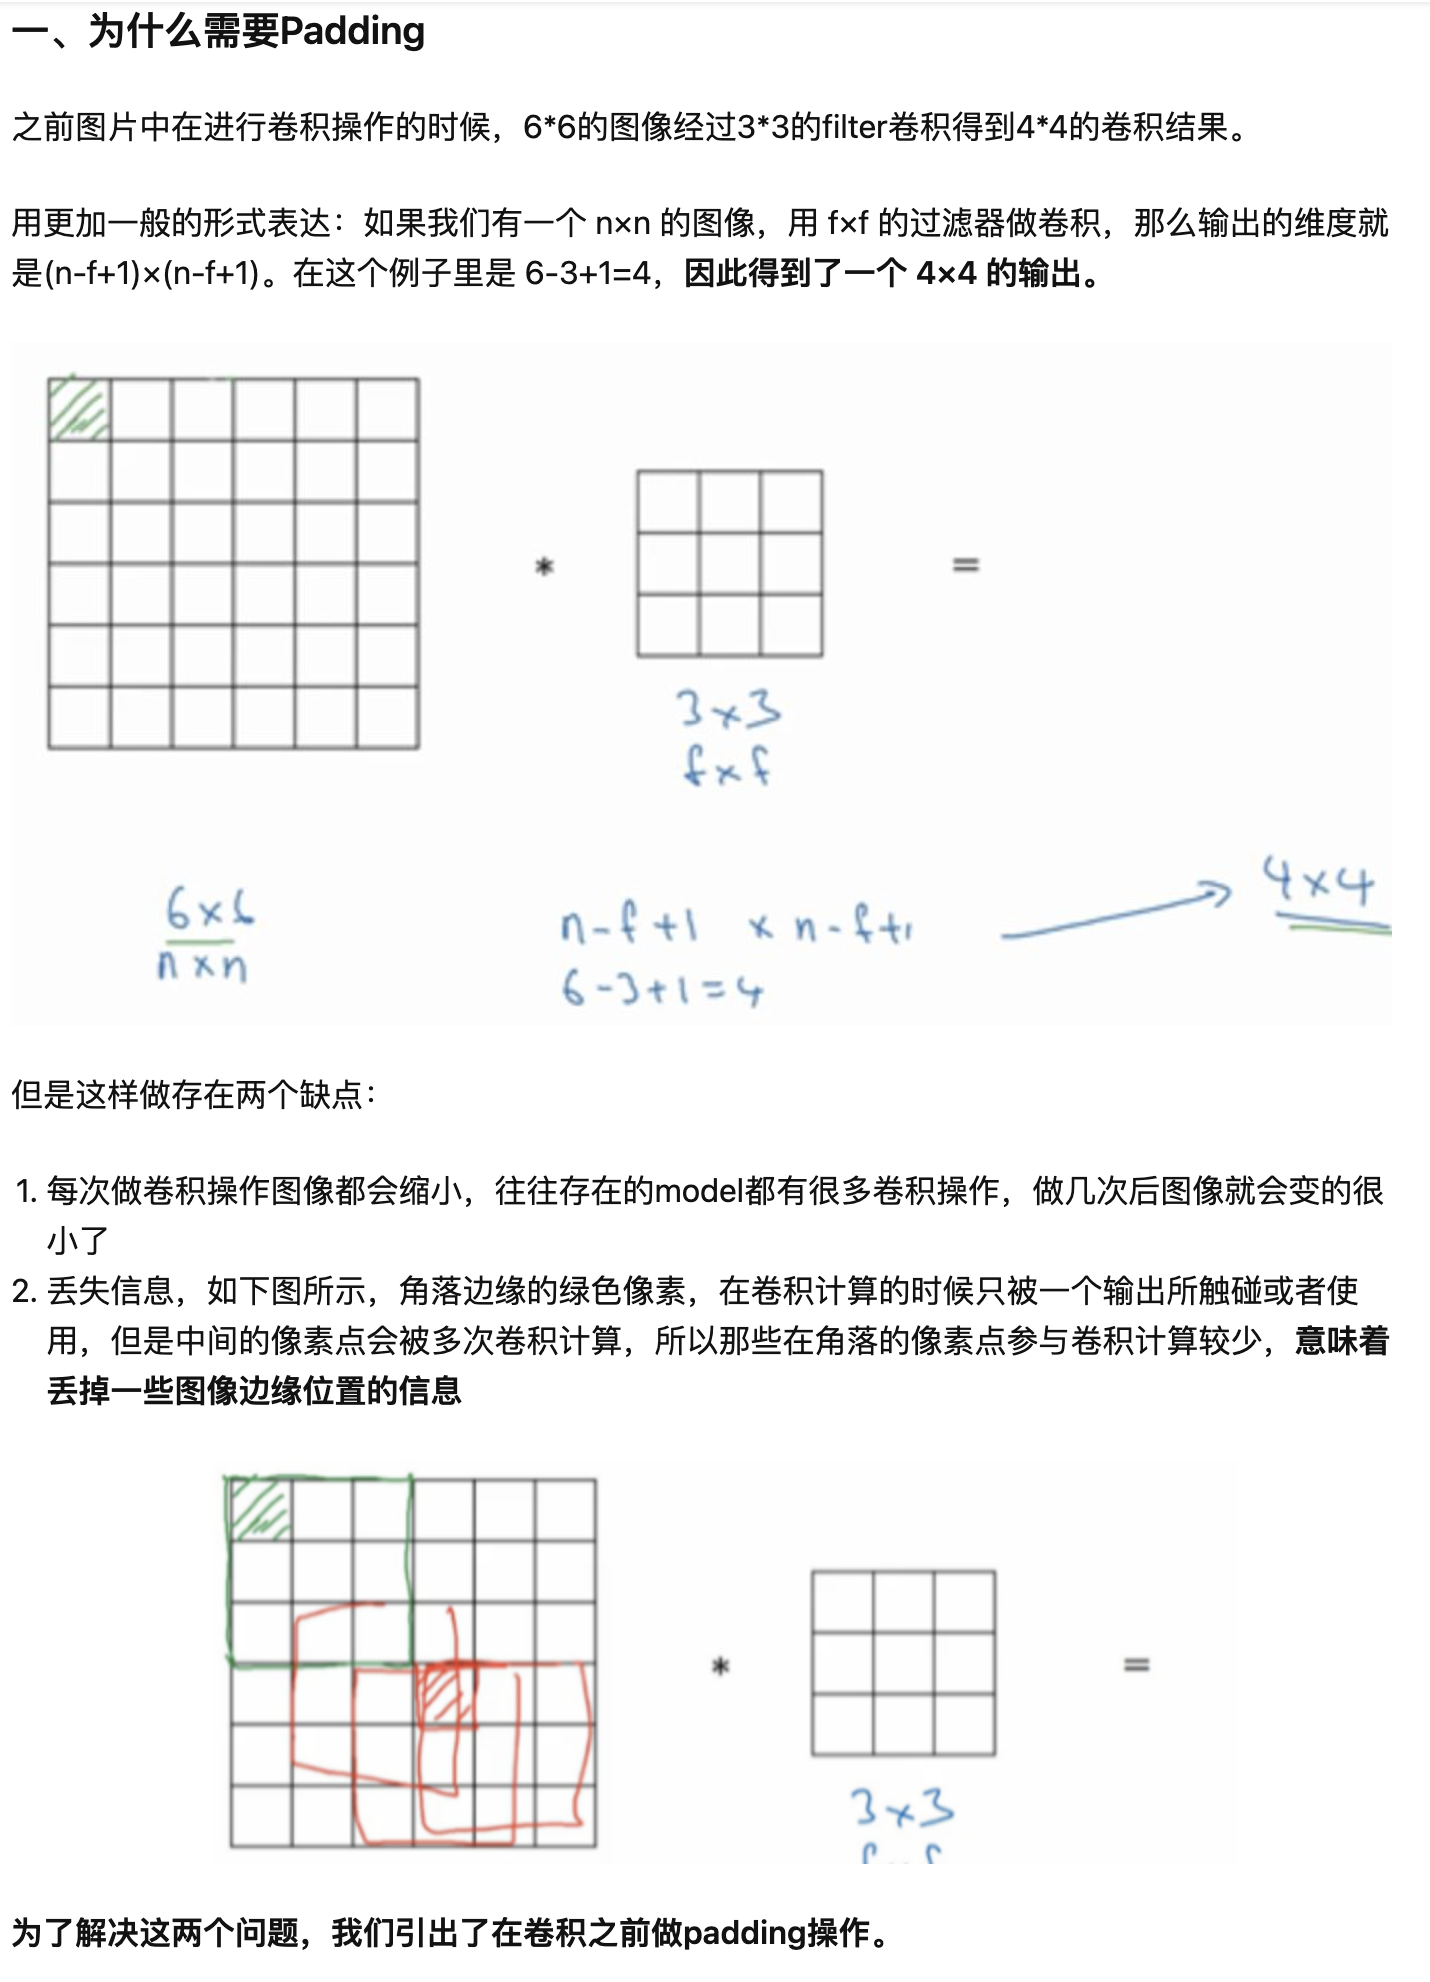 一、为什么需要Padding
之前图片中在进行卷积操作的时候，6*6的图像经过3*3的filter卷积得到4*4的卷积结果。
用更加一般的形式表达：如果我们有一个 n×n 的图像，用 f×f 的过滤器做卷积，那么输出的维度就
是(n-f+1)×(n-f+1)。在这个例子里是 6-3+1=4，因此得到了一个 4×4 的输出。
*
=
3×3
f×f
4×4
6×6
n-f+1 × n-f+1
n×n
6-3+1=4
但是这样做存在两个缺点：
1. 每次做卷积操作图像都会缩小，往往存在的model都有很多卷积操作，做几次后图像就会变的很
小了
2. 丢失信息，如下图所示，角落边缘的绿色像素，在卷积计算的时候只被一个输出所触碰或者使
用，但是中间的像素点会被多次卷积计算，所以那些在角落的像素点参与卷积计算较少，意味着
丢掉一些图像边缘位置的信息
*
=
3×3
为了解决这两个问题，我们引出了在卷积之前做padding操作。